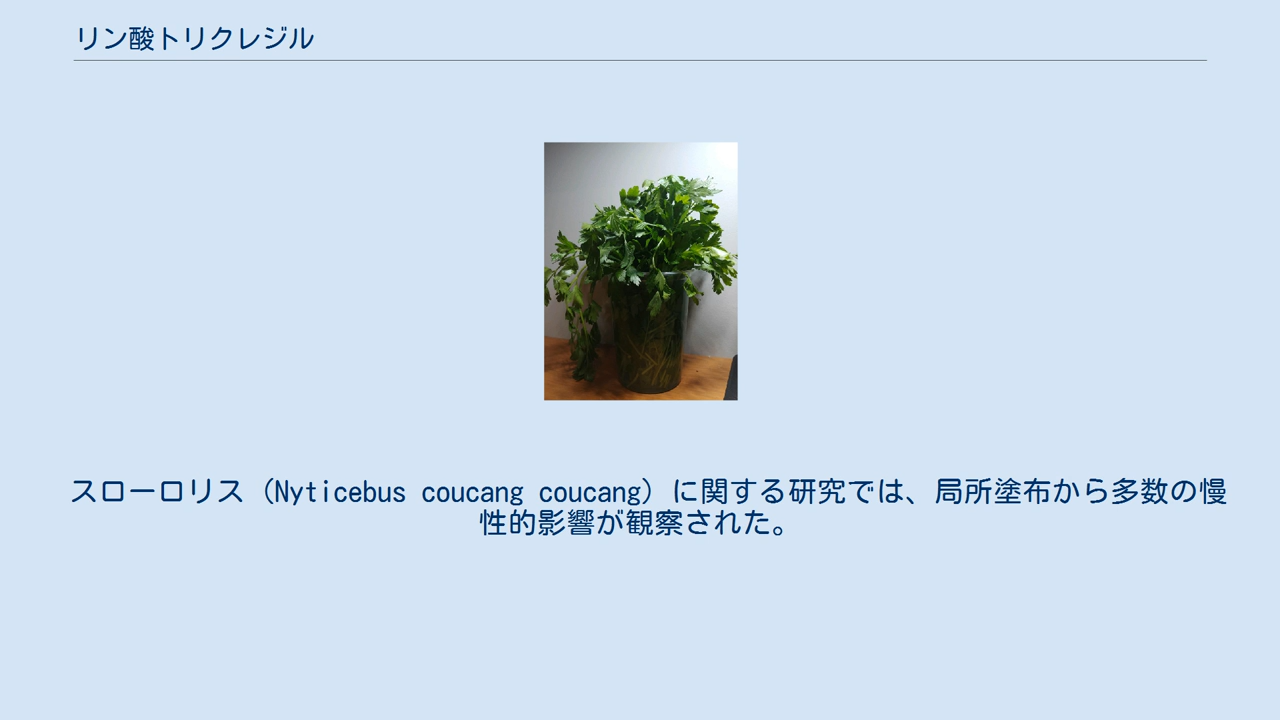 リン酸トリクレジル
スローロリス（Nyticebus coucang coucang）に関する研究では、局所塗布から多数の慢
性的影響が観察された。